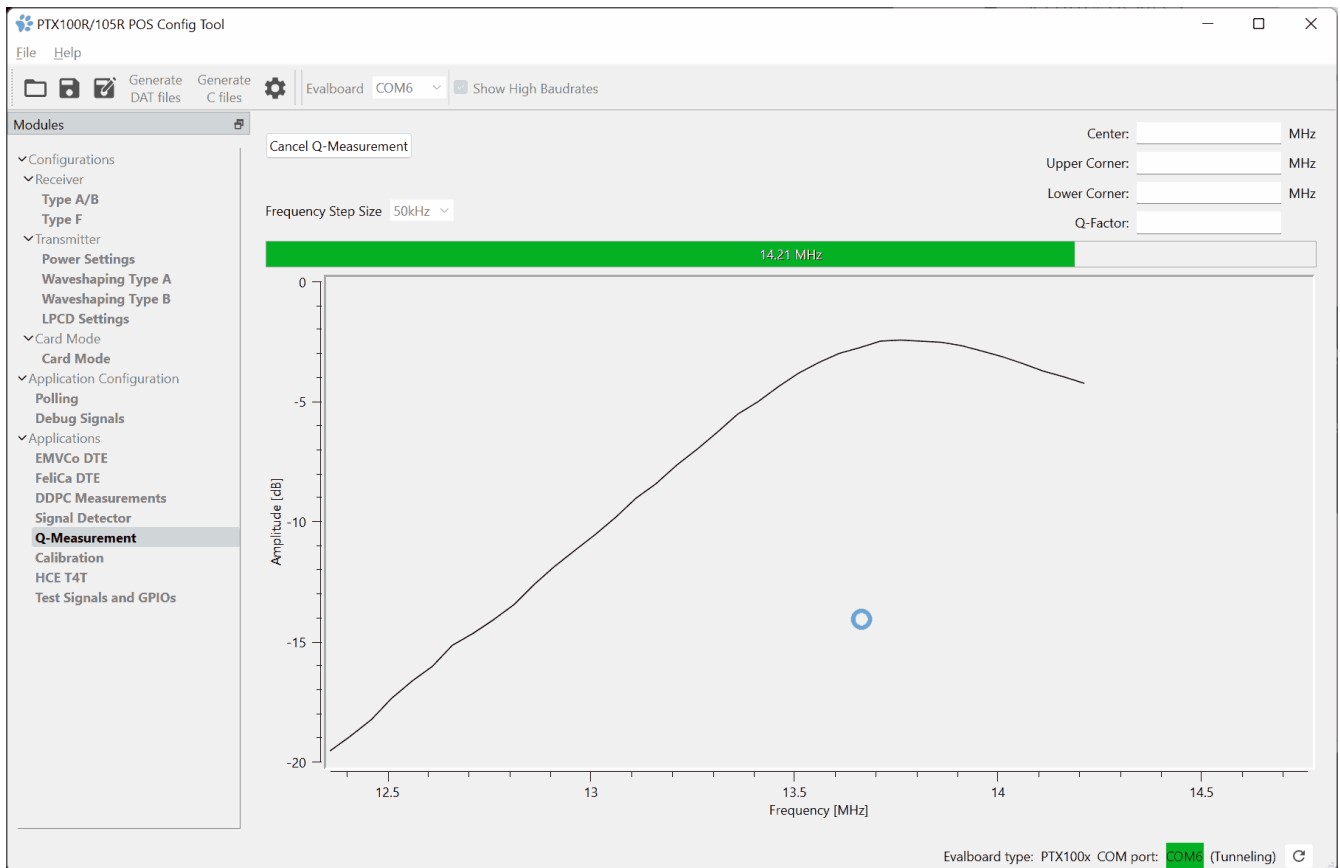 PTX100R/105R POS Config Tool
File Help
Generate DAT files
Generate C files
Evalboard COM6
Show High Baudrates
Modules
Configurations
Receiver
Type A/B
Type F
Transmitter
Power Settings
Waveshaping Type A
Waveshaping Type B
LPCD Settings
Card Mode
Card Mode
Application Configuration
Polling
Debug Signals
Applications
EMVCo DTE
FeliCa DTE
DDPC Measurements
Signal Detector
Q-Measurement
Calibration
HCE T4T
Test Signals and GPIOs
Cancel Q-Measurement
Center: MHz
Upper Corner: MHz
Lower Corner: MHz
Q-Factor:
Frequency Step Size 50kHz
14.21 MHz
0
-5
-10
-15
-20
Amplitude [dB]
12.5 13 13.5 14 14.5
Frequency [MHz]
Evalboard type: PTX100x COM port: COM6 (Tunneling)